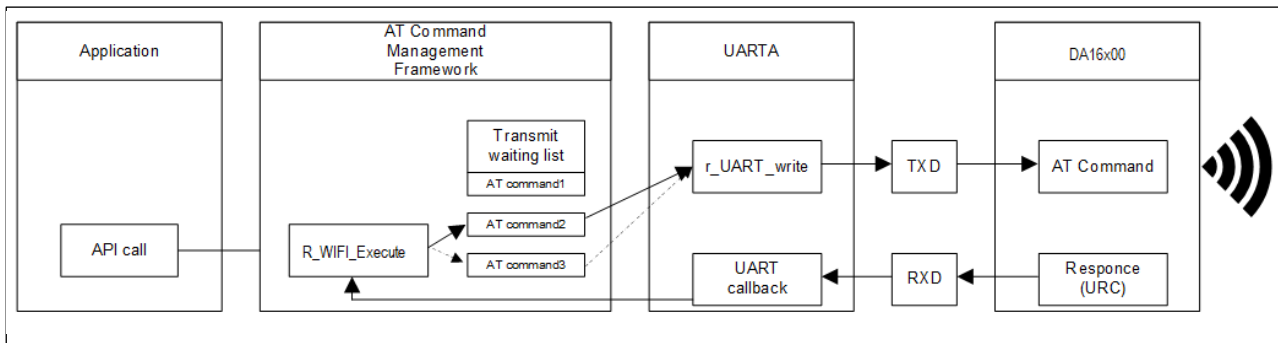 Application
AT Command
Management
Framework
UARTA
DA16x00
Transmit
waiting list
AT command1
AT command2
AT command3
API call
R_WIFI_Execute
r_UART_write
TXD
AT Command
UART
callback
RXD
Responce
(URC)